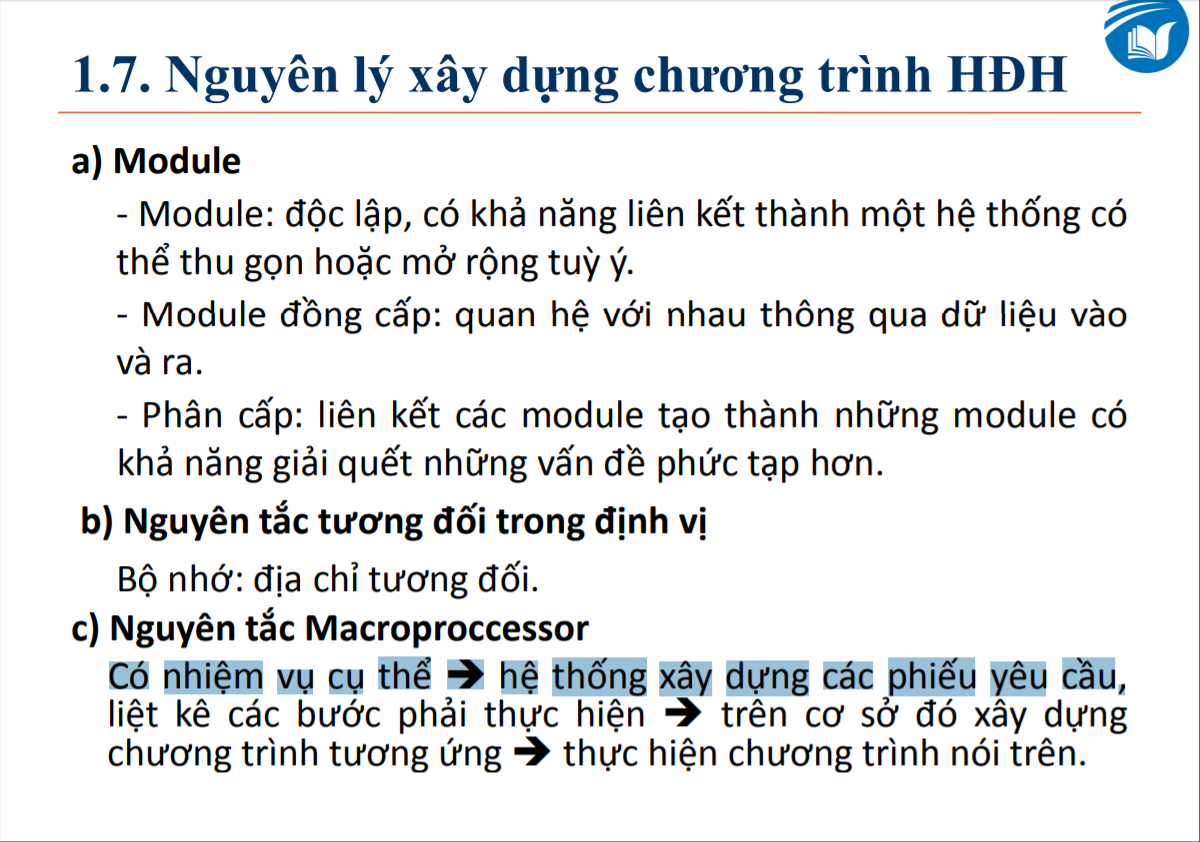 1.7. Nguyên lý xây dựng chương trình HĐH
a) Module
- Module: độc lập, có khả năng liên kết thành một hệ thống có
thể thu gọn hoặc mở rộng tuỳ ý.
- Module đồng cấp: quan hệ với nhau thông qua dữ liệu vào
và ra.
- Phân cấp: liên kết các module tạo thành những module có
khả năng giải quết những vấn đề phức tạp hơn.
b) Nguyên tắc tương đối trong định vị
Bộ nhớ: địa chỉ tương đối.
c) Nguyên tắc Macroproccessor
Có nhiệm vụ cụ thể ➔ hệ thống xây dựng các phiếu yêu cầu,
liệt kê các bước phải thực hiện ➔ trên cơ sở đó xây dựng
chương trình tương ứng ➔ thực hiện chương trình nói trên.